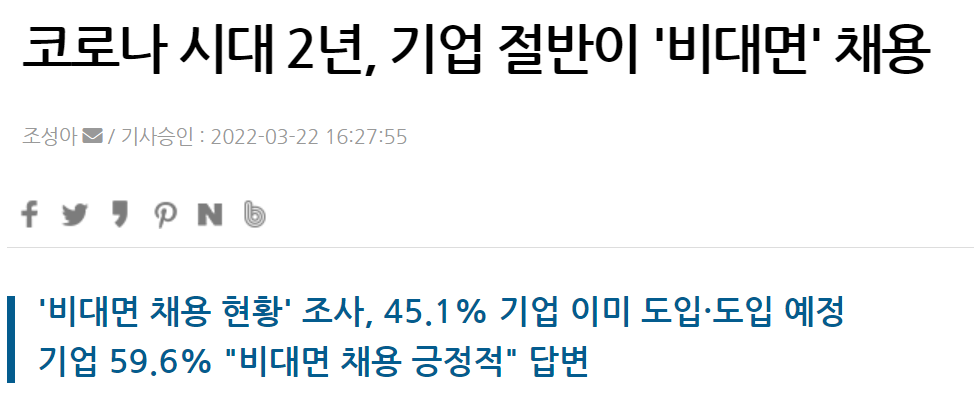 코로나 시대 2년, 기업 절반이 '비대면' 채용
조성아 / 기사승인 : 2022-03-22 16:27:55
'비대면 채용 현황' 조사, 45.1% 기업 이미 도입·도입 예정
기업 59.6% "비대면 채용 긍정적" 답변